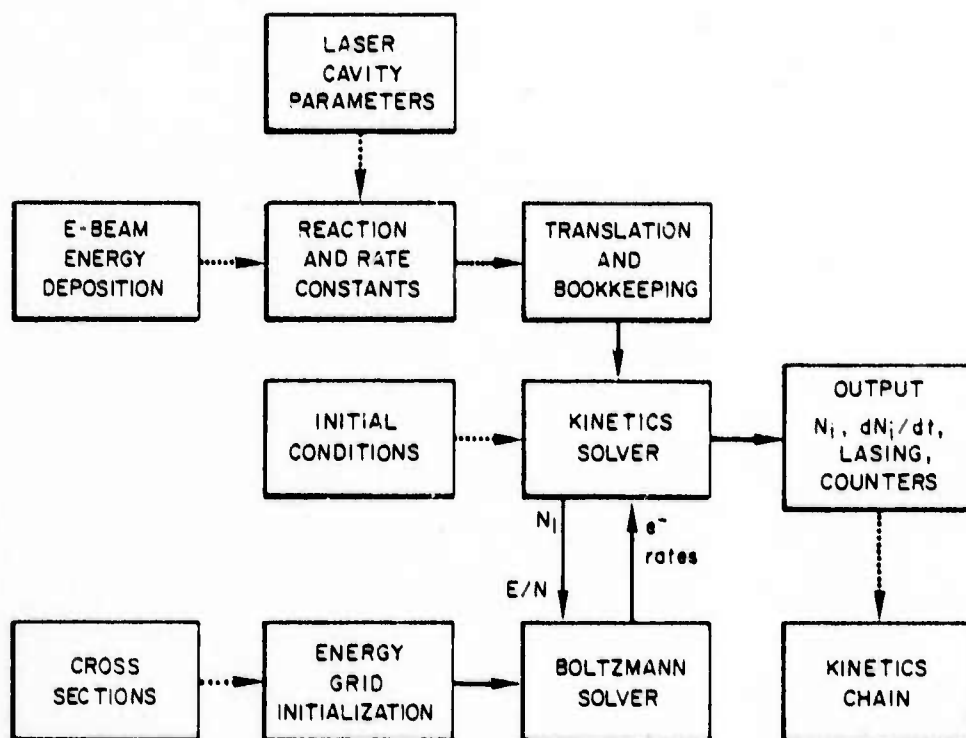 LASER
CAVITY
PARAMETERS
E-BEAM
ENERGY
DEPOSITION
REACTION
AND RATE
CONSTANTS
TRANSLATION
AND
BOOKKEEPING
INITIAL
CONDITIONS
KINETICS
SOLVER
OUTPUT
Ni, dNi/dt,
LASING,
COUNTERS
Ni
e⁻
rates
E/N
CROSS
SECTIONS
ENERGY
GRID
INITIALIZATION
BOLTZMANN
SOLVER
KINETICS
CHAIN